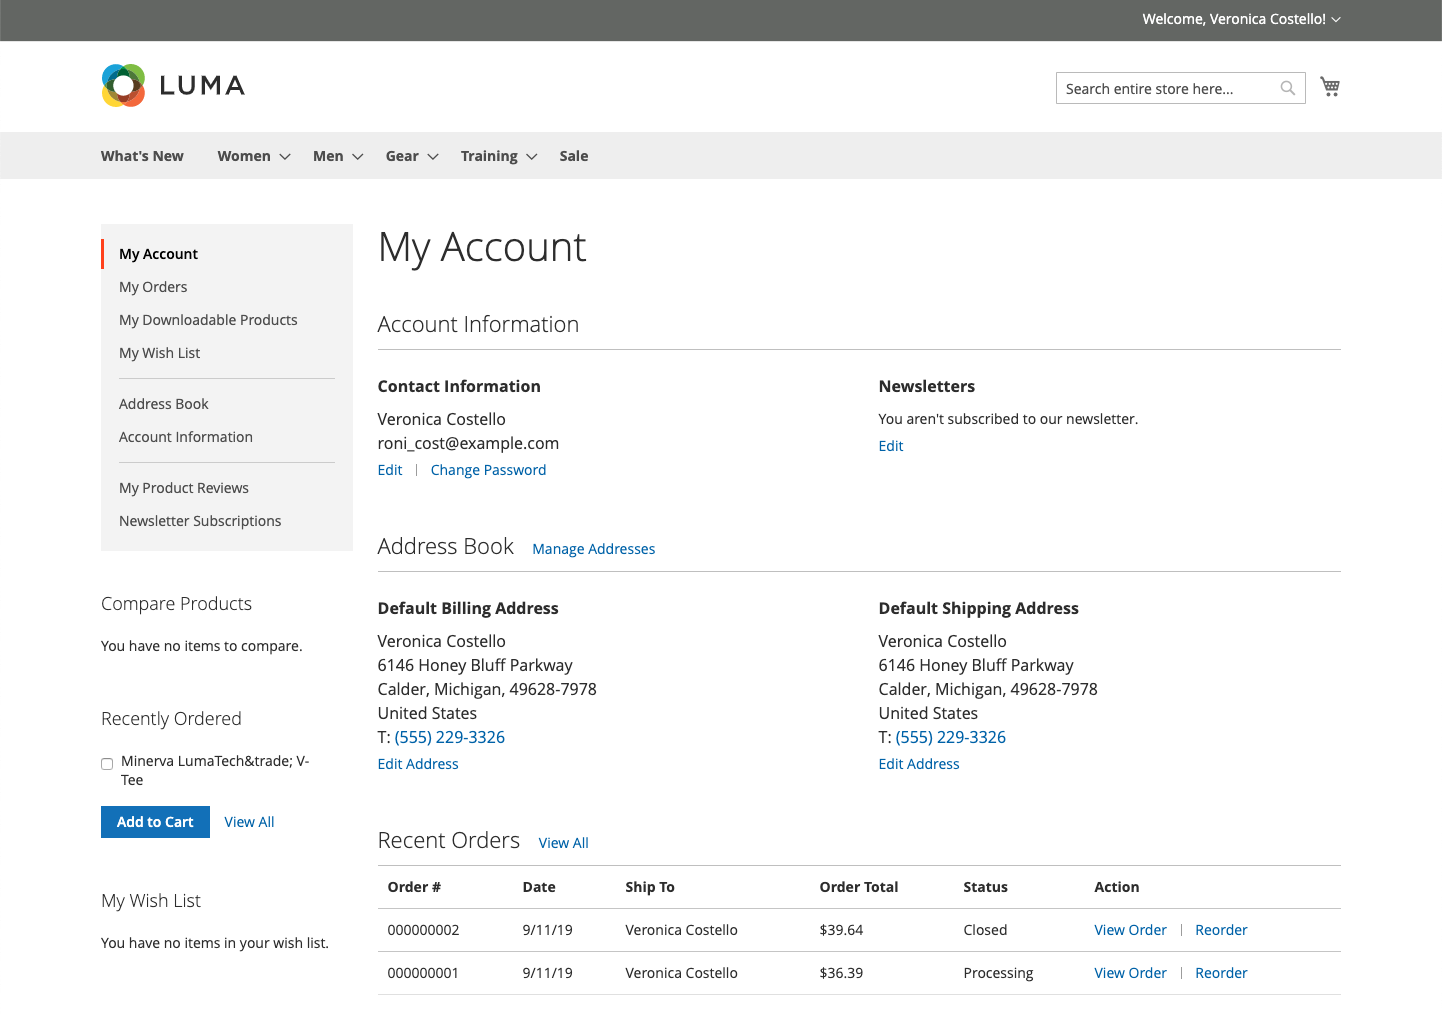 Welcome, Veronica Costello!
LUMA
Search entire store here...
What's New Women Men Gear Training Sale
My Account
My Orders
My Downloadable Products
My Wish List
Address Book
Account Information
My Product Reviews
Newsletter Subscriptions
Compare Products
You have no items to compare.
Recently Ordered
Minerva LumaTech&trade; V-
Tee
Add to Cart View All
My Wish List
You have no items in your wish list.
My Account
Account Information
Contact Information
Veronica Costello
roni_cost@example.com
Edit | Change Password
Newsletters
You aren't subscribed to our newsletter.
Edit
Address Book Manage Addresses
Default Billing Address
Veronica Costello
6146 Honey Bluff Parkway
Calder, Michigan, 49628-7978
United States
T: (555) 229-3326
Edit Address
Default Shipping Address
Veronica Costello
6146 Honey Bluff Parkway
Calder, Michigan, 49628-7978
United States
T: (555) 229-3326
Edit Address
Recent Orders View All
Order # Date Ship To Order Total Status Action
000000002 9/11/19 Veronica Costello $39.64 Closed View Order | Reorder
000000001 9/11/19 Veronica Costello $36.39 Processing View Order | Reorder